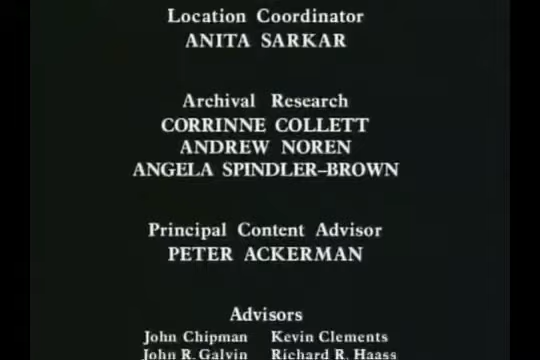 Location Coordinator
ANITA SARKAR
Archival Research
CORRINNE COLLETT
ANDREW NOREN
ANGELA SPINDLER–BROWN
Principal Content Advisor
PETER ACKERMAN
Advisors
John Chipman Kevin Clements
John R. Galvin Richard R. Haass